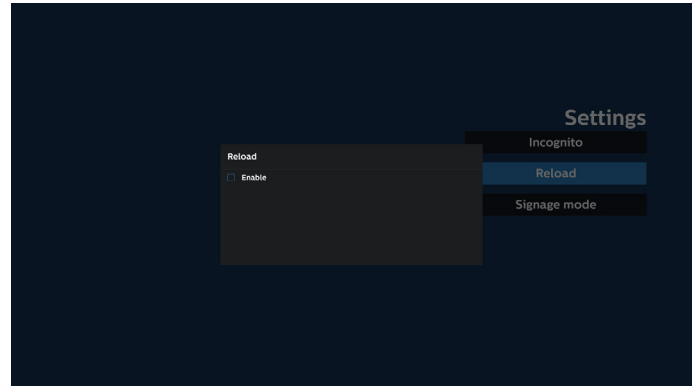 Settings
Incognito
Reload
Signage mode
Reload
Enable